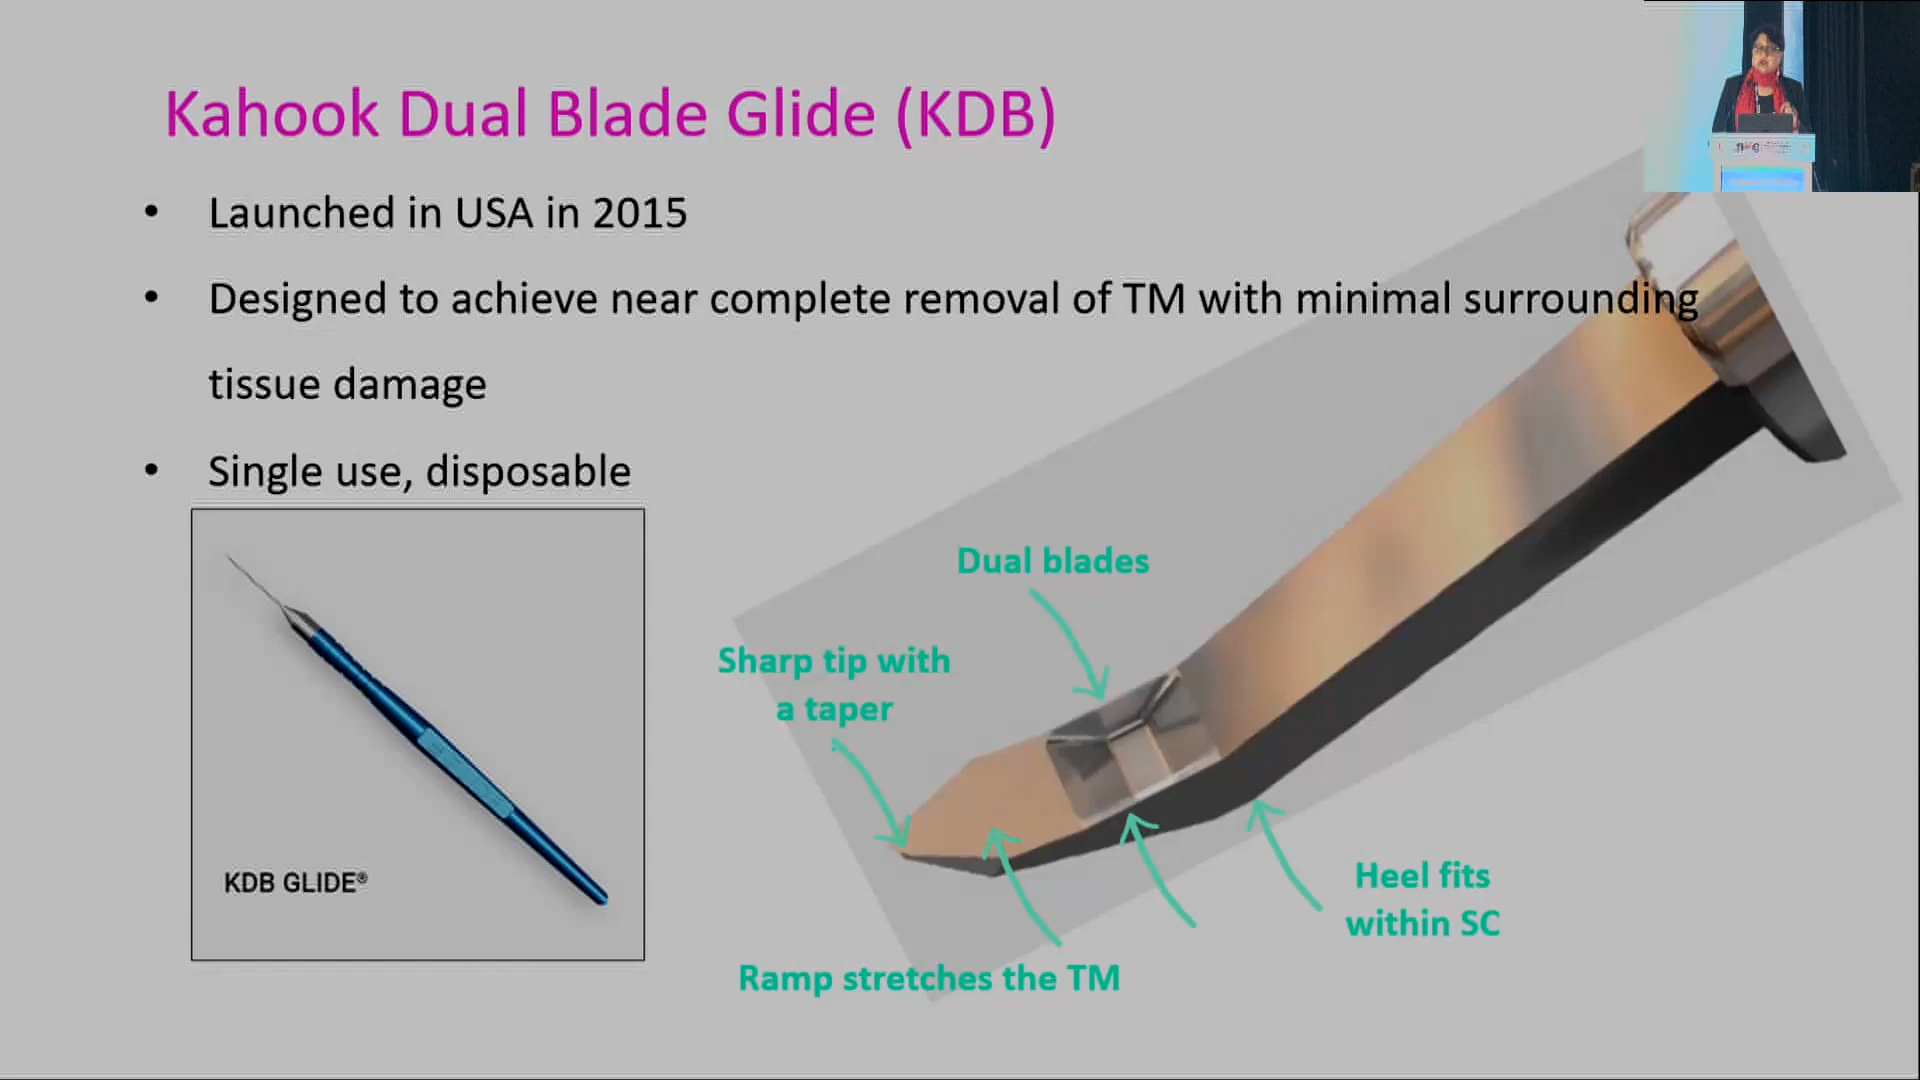 Kahook Dual Blade Glide (KDB)
• Launched in USA in 2015
• Designed to achieve near complete removal of TM with minimal surrounding
tissue damage
• Single use, disposable
Dual blades
Sharp tip with
a taper
KDB GLIDE®
Heel fits
within SC
Ramp stretches the TM